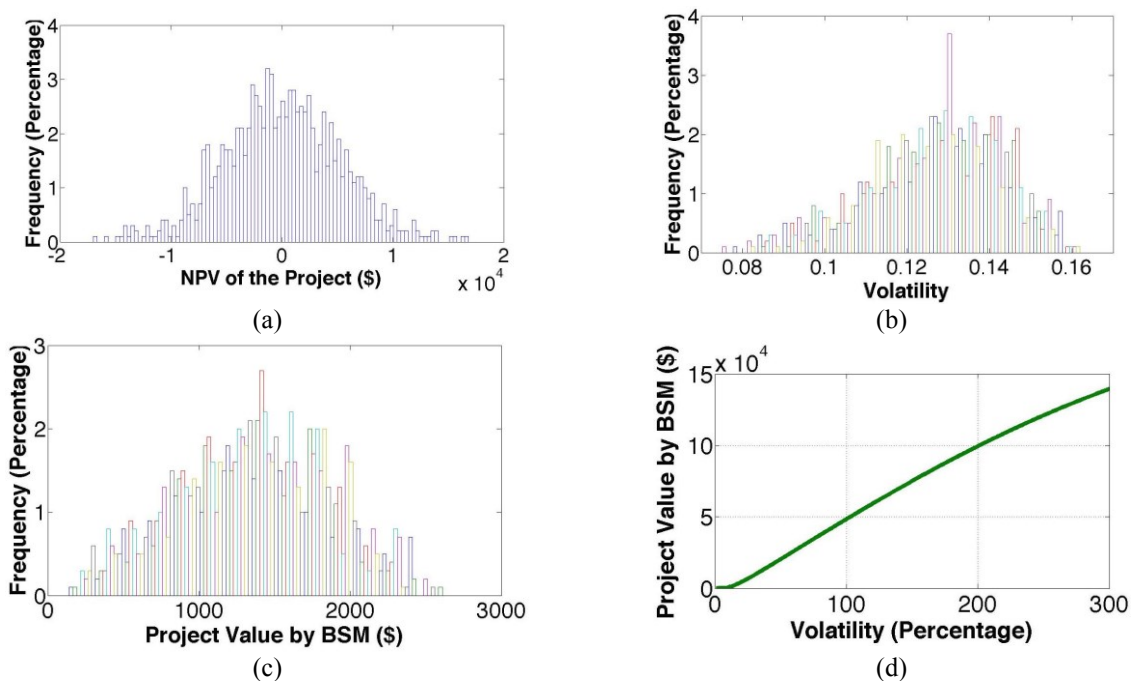 Frequency (Percentage)
4
3
2
1
0
-2
-1
0
1
2
NPV of the Project ($)
x 10^4
(a)
Frequency (Percentage)
4
3
2
1
0
0.08
0.1
0.12
0.14
0.16
Volatility
(b)
Frequency (Percentage)
3
2
1
0
0
1000
2000
3000
Project Value by BSM ($)
(c)
Project Value by BSM ($)
x 10^4
15
10
5
0
0
100
200
300
Volatility (Percentage)
(d)